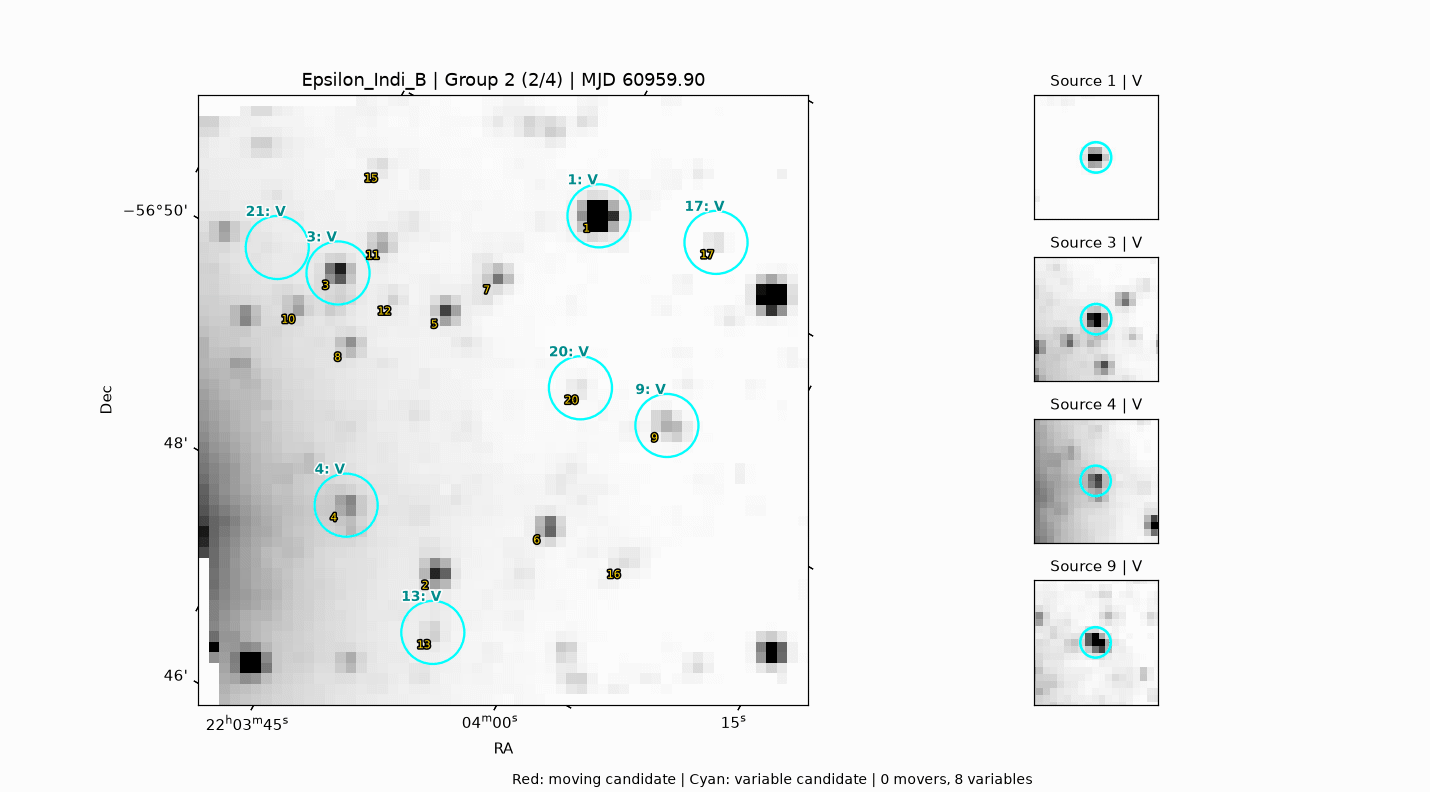 Epsilon_Indi_B | Group 2 (2/4) | MJD 60959.90
Source 1 | V
15
1: V
−56°50'
21: V
17: V
1
3: V
Source 3 | V
11
17
3
7
10
12
5
20: V
8
9: V
Dec
20
Source 4 | V
9
48'
4: V
4
6
Source 9 | V
16
2
13: V
13
46'
22ʰ03ᵐ45ˢ
04ᵐ00ˢ
15ˢ
RA
Red: moving candidate | Cyan: variable candidate | 0 movers, 8 variables